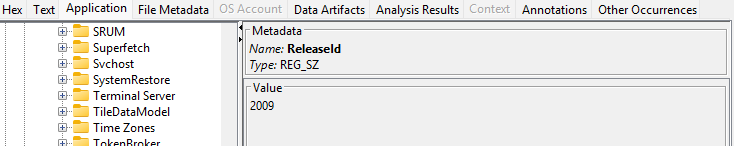 Hex Text Application File Metadata OS Account Data Artifacts Analysis Results Context Annotations Other Occurrences
SRUM
Superfetch
Svchost
SystemRestore
Terminal Server
TileDataModel
Time Zones
TokenBroker
Metadata
Name: ReleaseId
Type: REG_SZ
Value
2009